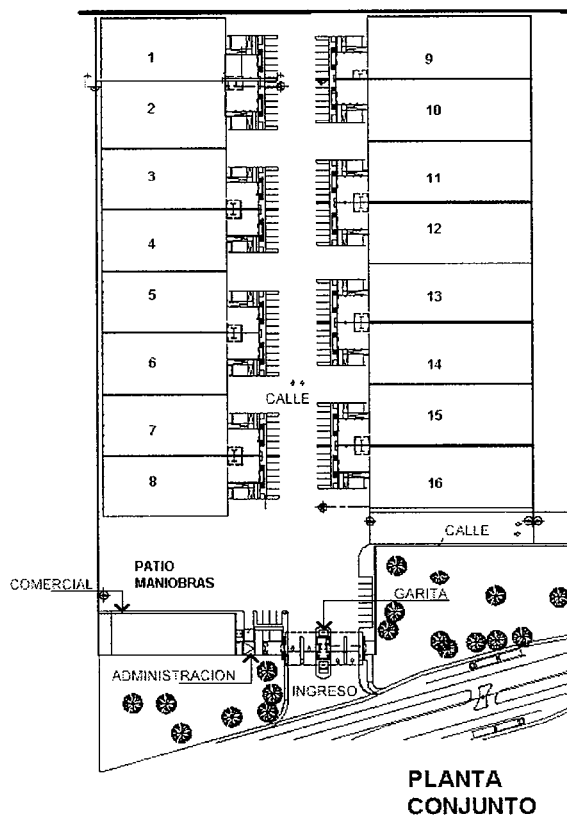 1
9
2
10
3
11
4
12
5
13
6
14
CALLE
7
15
8
16
CALLE
PATIO
MANIOBRAS
COMERCIAL
GARITA
ADMINISTRACION
INGRESO
PLANTA
CONJUNTO